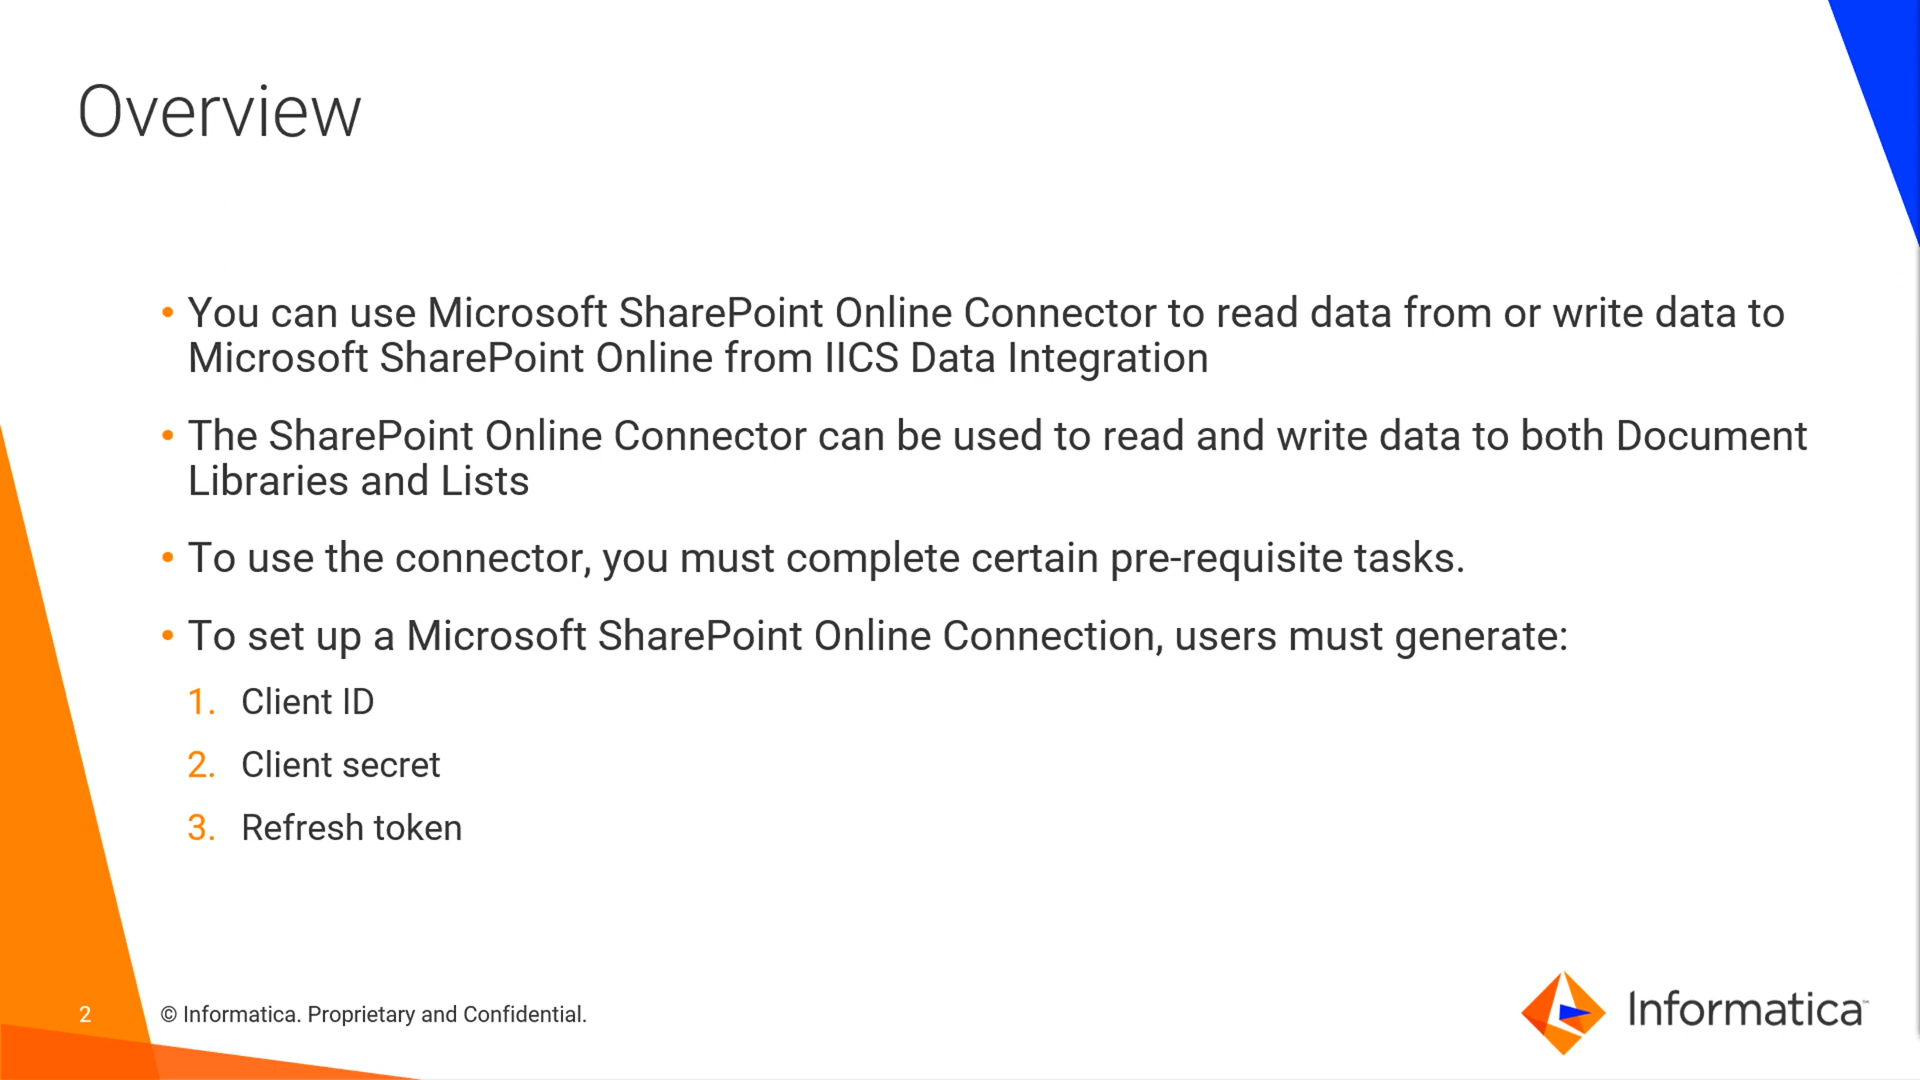 Overview
• You can use Microsoft SharePoint Online Connector to read data from or write data to
Microsoft SharePoint Online from IICS Data Integration
• The SharePoint Online Connector can be used to read and write data to both Document
Libraries and Lists
• To use the connector, you must complete certain pre-requisite tasks.
• To set up a Microsoft SharePoint Online Connection, users must generate:
1. Client ID
2. Client secret
3. Refresh token
2 © Informatica. Proprietary and Confidential.
Informatica™